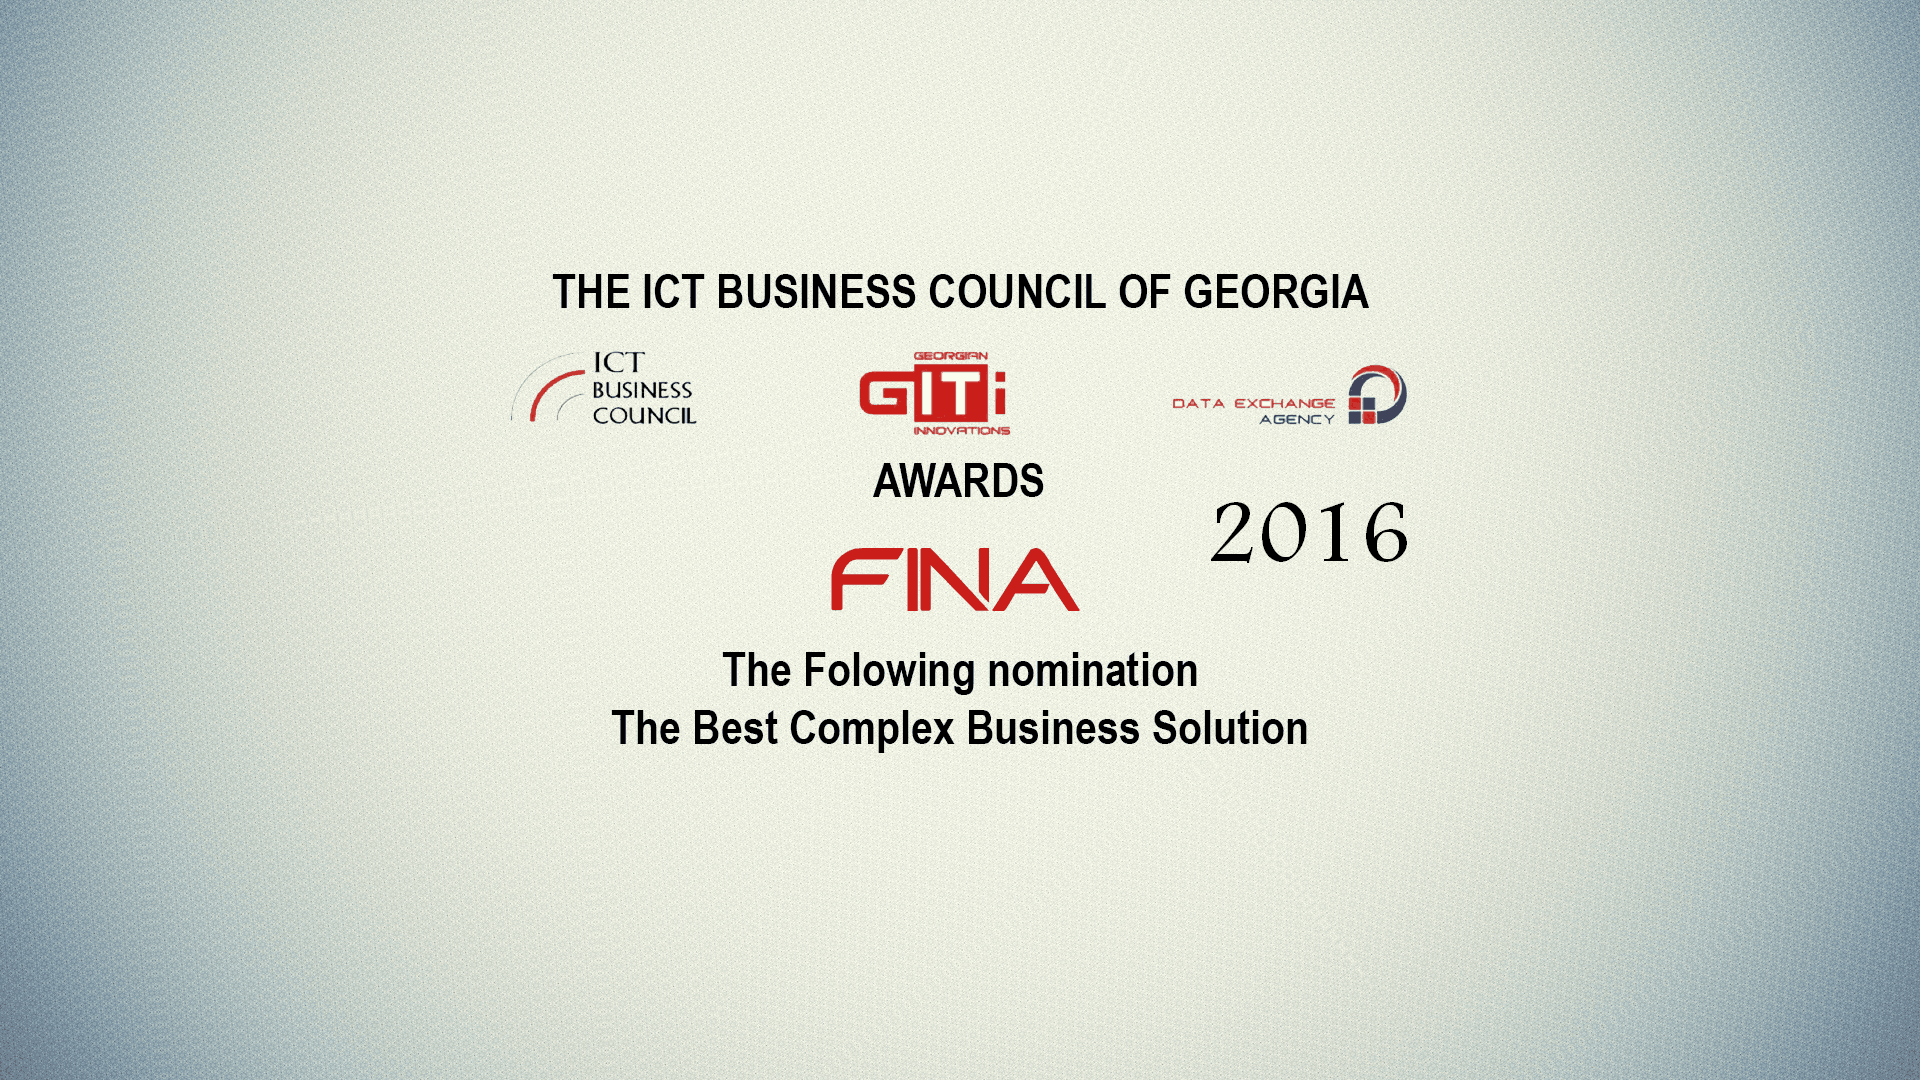 THE ICT BUSINESS COUNCIL OF GEORGIA
ICT
BUSINESS
COUNCIL
GEORGIAN
GITi
INNOVATIONS
DATA EXCHANGE
AGENCY
AWARDS
2016
FINA
The Folowing nomination
The Best Complex Business Solution